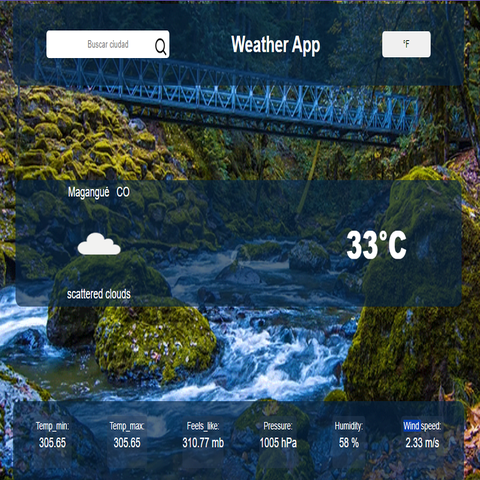 Buscar ciudad
Weather App
°F
Magangué CO
33°C
scattered clouds
Temp_min: Temp_max: Feels_like: Pressure: Humidity: Wind speed:
305.65 305.65 310.77 mb 1005 hPa 58 % 2.33 m/s